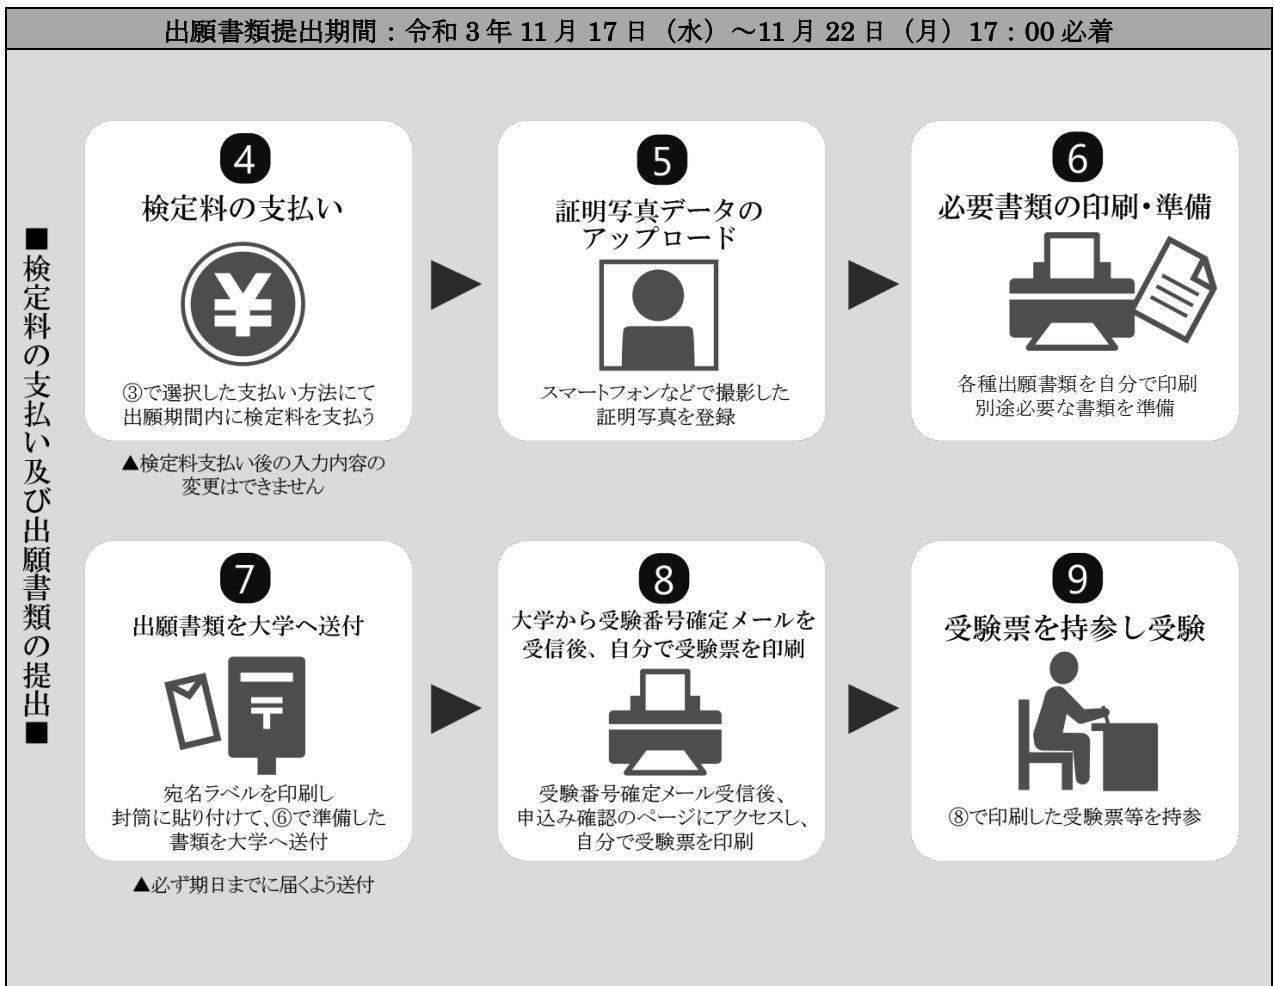 出願書類提出期間：令和3年11月17日（水）～11月22日（月）17：00必着
■検定料の支払い及び出願書類の提出■
4
検定料の支払い
¥
③で選択した支払い方法にて
出願期間内に検定料を支払う
▲検定料支払い後の入力内容の
変更はできません
5
証明写真データの
アップロード
スマートフォンなどで撮影した
証明写真を登録
6
必要書類の印刷・準備
各種出願書類を自分で印刷
別途必要な書類を準備
7
出願書類を大学へ送付
〒
宛名ラベルを印刷し
封筒に貼り付けて、⑥で準備した
書類を大学へ送付
▲必ず期日までに届くよう送付
8
大学から受験番号確定メールを
受信後、自分で受験票を印刷
受験番号確定メール受信後、
申込み確認のページにアクセスし、
自分で受験票を印刷
9
受験票を持参し受験
⑧で印刷した受験票等を持参